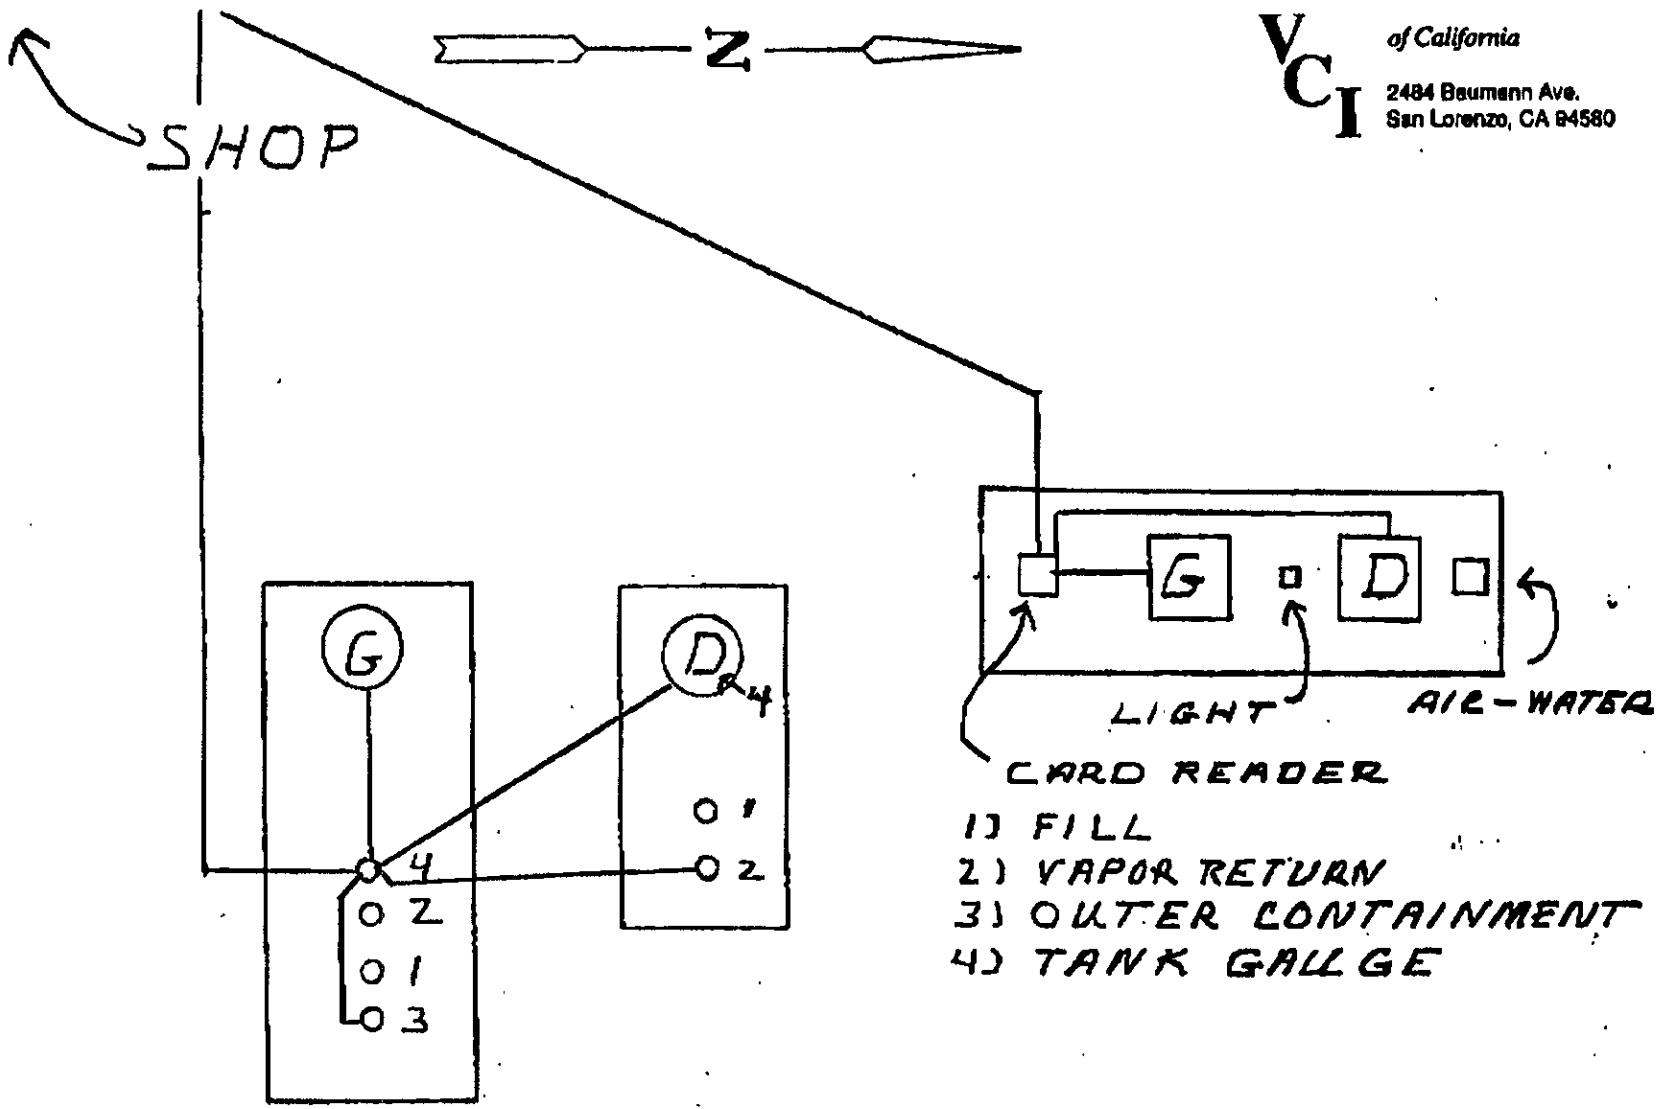 V C I
of California
2484 Baumann Ave.
San Lorenzo, CA 94580
N
SHOP
G
D
G
D
4
LIGHT
AIR-WATER
CARD READER
1
2
4
2
1
3
1) FILL
2) VAPOR RETURN
3) OUTER CONTAINMENT
4) TANK GAUGE